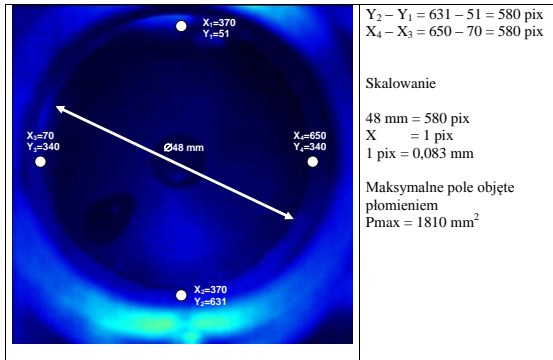 X₁=370
Y₁=51
X₃=70
Y₃=340
Ø48 mm
X₄=650
Y₄=340
X₂=370
Y₂=631
Y₂ – Y₁ = 631 – 51 = 580 pix
X₄ – X₃ = 650 – 70 = 580 pix
Skalowanie
48 mm = 580 pix
X = 1 pix
1 pix = 0,083 mm
Maksymalne pole objęte
płomieniem
Pmax = 1810 mm²